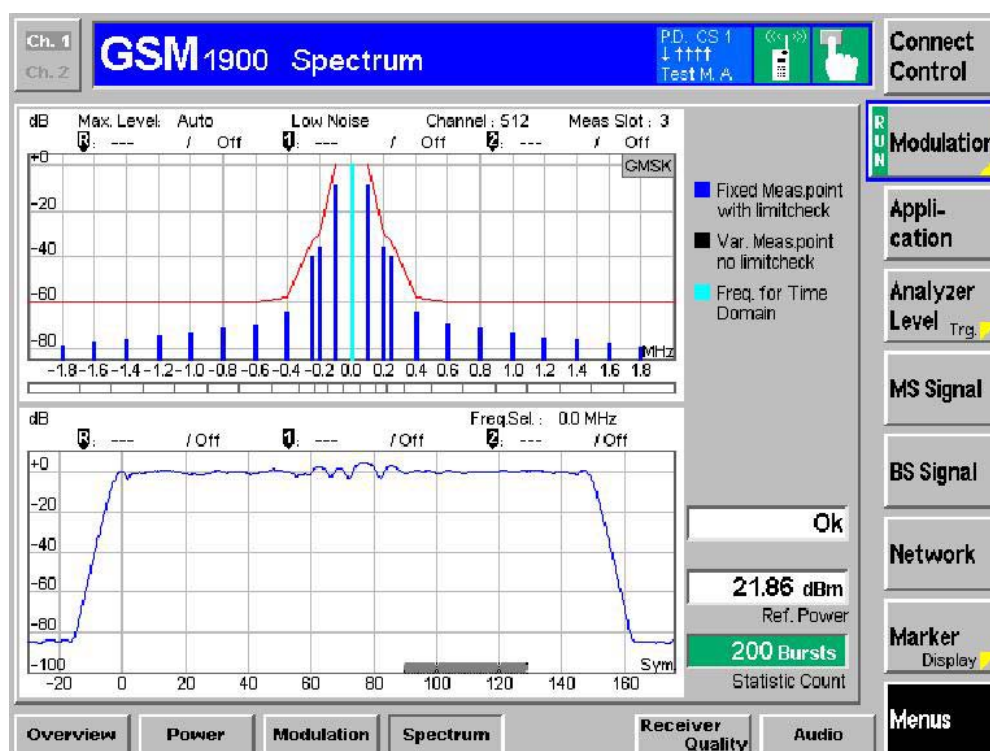 Ch. 1
Ch. 2
GSM 1900 Spectrum
P.D. CS 1
↓ ↑↑↑↑
Test M. A
Connect
Control
dB Max. Level: Auto Low Noise Channel : 512 Meas Slot : 3
R: --- / Off 1: --- / Off 2: --- / Off
+0
GMSK
-20
-40
-60
-80
MHz
-1.8 -1.6 -1.4 -1.2 -1.0 -0.8 -0.6 -0.4 -0.2 0.0 0.2 0.4 0.6 0.8 1.0 1.2 1.4 1.6 1.8
Fixed Meas.point
with limitcheck
Var. Meas.point
no limitcheck
Freq. for Time
Domain
dB Freq.Sel. : 0.0 MHz
R: --- / Off 1: --- / Off 2: --- / Off
+0
-20
-40
-60
-80
-100
Sym.
-20 0 20 40 60 80 100 120 140 160
Ok
21.86 dBm
Ref. Power
200 Bursts
Statistic Count
RUN
Modulation
Appli-
cation
Analyzer
Level Trg.
MS Signal
BS Signal
Network
Marker
Display
Menus
Overview
Power
Modulation
Spectrum
Receiver
Quality
Audio